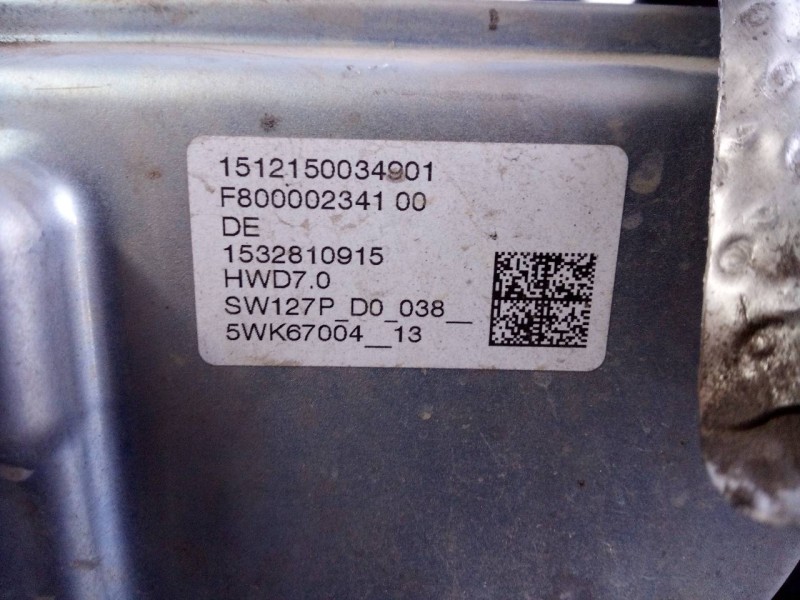 1512150034901
F800002341 00
DE
1532810915
HWD7.0
SW127P_D0_038__
5WK67004__13